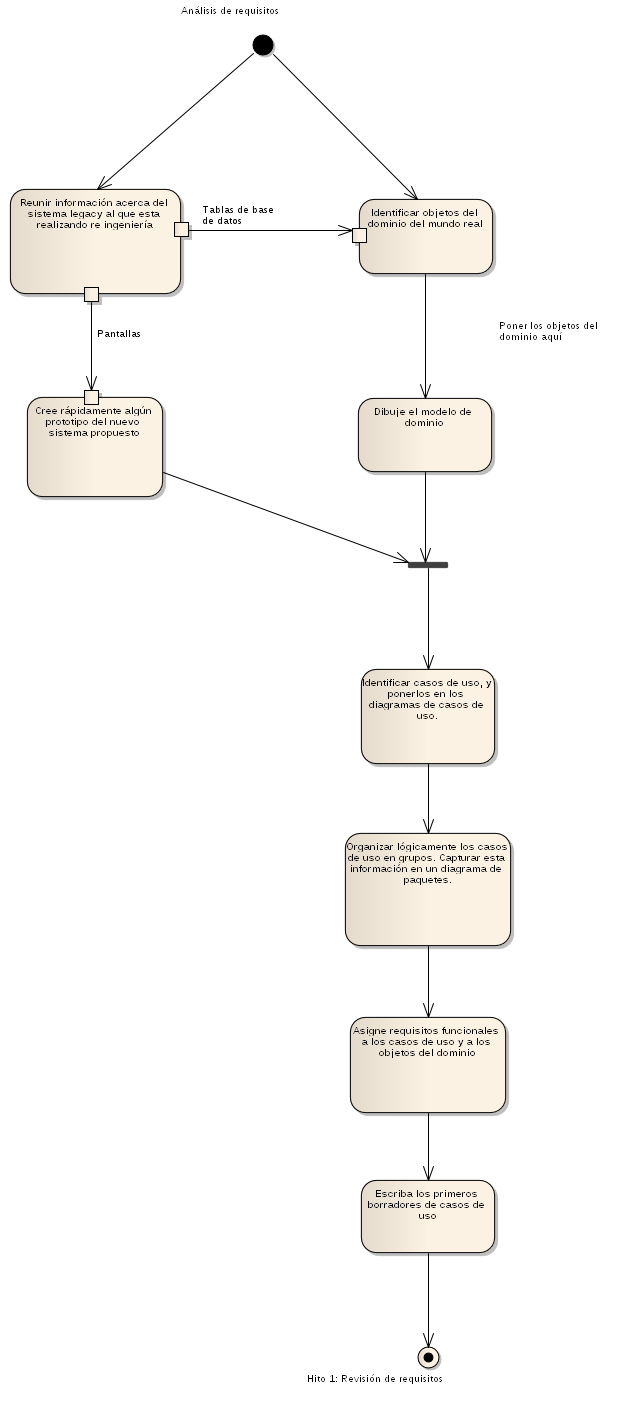 Análisis de requisitos
Reunir información acerca del
sistema legacy al que esta
realizando re ingeniería
Tablas de base
de datos
Identificar objetos del
dominio del mundo real
Pantallas
Poner los objetos del
dominio aquí
Cree rápidamente algún
prototipo del nuevo
sistema propuesto
Dibuje el modelo de
dominio
Identificar casos de uso, y
ponerlos en los
diagramas de casos de
uso.
Organizar lógicamente los casos
de uso en grupos. Capturar esta
información en un diagrama de
paquetes.
Asigne requisitos funcionales
a los casos de uso y a los
objetos del dominio
Escriba los primeros
borradores de casos de
uso
Hito 1: Revisión de requisitos